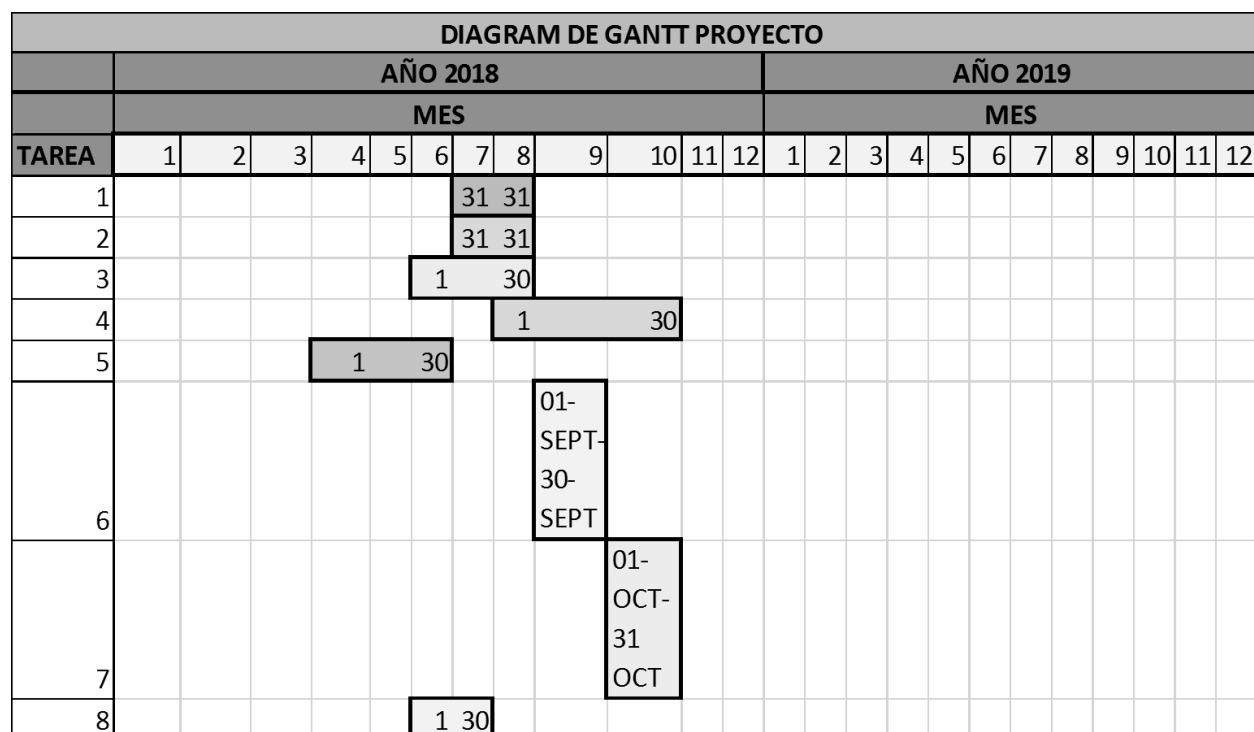 DIAGRAM DE GANTT PROYECTO
AÑO 2018 AÑO 2019
MES MES
TAREA 1 2 3 4 5 6 7 8 9 10 11 12 1 2 3 4 5 6 7 8 9 10 11 12
1 31 31
2 31 31
3 1 30
4 1 30
5 1 30
01-
SEPT-
30-
6 SEPT
01-
OCT-
31
7 OCT
8 1 30